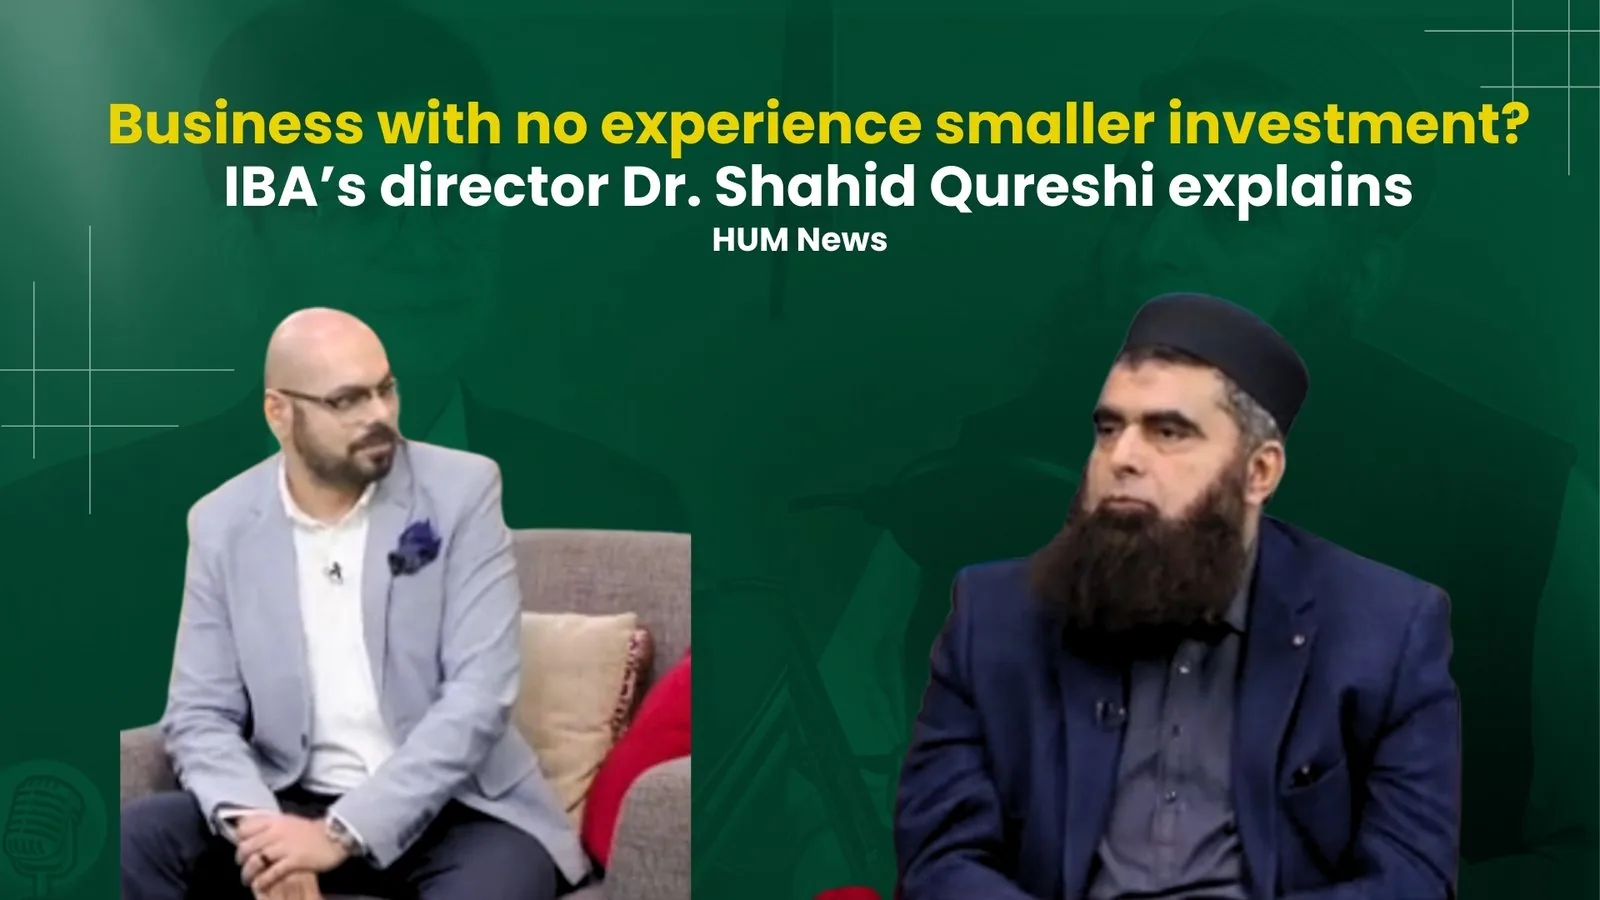 Business with no experience smaller investment?
IBA’s director Dr. Shahid Qureshi explains
HUM News